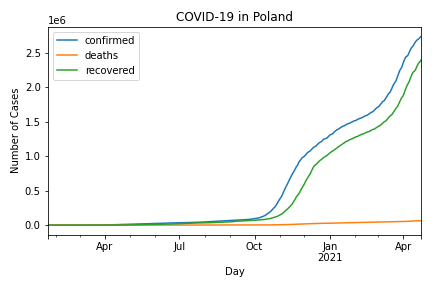 COVID-19 in Poland
1e6
confirmed
deaths
recovered
Number of Cases
2.5
2.0
1.5
1.0
0.5
0.0
Apr Jul Oct Jan Apr
2021
Day